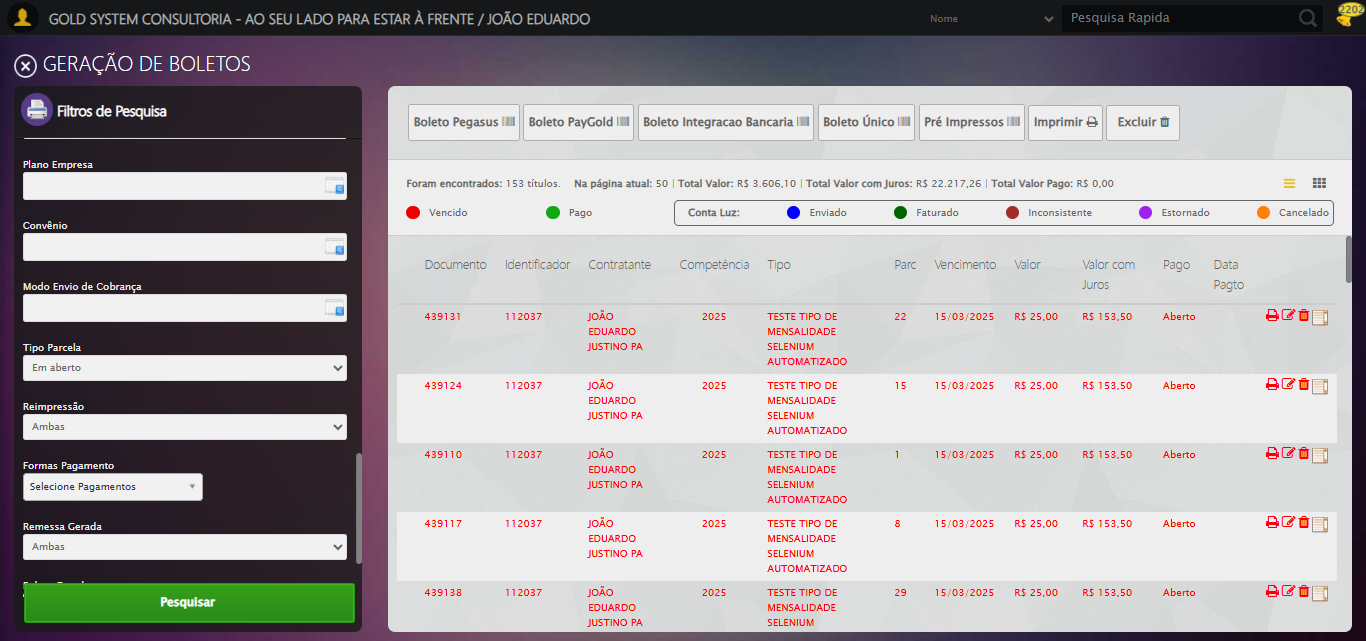 GOLD SYSTEM CONSULTORIA - AO SEU LADO PARA ESTAR À FRENTE / JOÃO EDUARDO
Nome
Pesquisa Rapida
2202
GERAÇÃO DE BOLETOS
Filtros de Pesquisa
Plano Empresa
Convênio
Modo Envio de Cobrança
Tipo Parcela
Em aberto
Reimpressão
Ambas
Formas Pagamento
Selecione Pagamentos
Remessa Gerada
Ambas
Pesquisar
Boleto Pegasus Boleto PayGold Boleto Integracao Bancaria Boleto Único Pré Impressos Imprimir Excluir
Foram encontrados: 153 títulos. Na página atual: 50 | Total Valor: R$ 3.606,10 | Total Valor com Juros: R$ 22.217,26 | Total Valor Pago: R$ 0,00
Vencido Pago Conta Luz: Enviado Faturado Inconsistente Estornado Cancelado
Documento Identificador Contratante Competência Tipo Parc Vencimento Valor Valor com Pago Data
Juros Pagto
439131 112037 JOÃO 2025 TESTE TIPO DE 22 15/03/2025 R$ 25,00 R$ 153,50 Aberto
EDUARDO MENSALIDADE
JUSTINO PA SELENIUM
AUTOMATIZADO
439124 112037 JOÃO 2025 TESTE TIPO DE 15 15/03/2025 R$ 25,00 R$ 153,50 Aberto
EDUARDO MENSALIDADE
JUSTINO PA SELENIUM
AUTOMATIZADO
439110 112037 JOÃO 2025 TESTE TIPO DE 1 15/03/2025 R$ 25,00 R$ 153,50 Aberto
EDUARDO MENSALIDADE
JUSTINO PA SELENIUM
AUTOMATIZADO
439117 112037 JOÃO 2025 TESTE TIPO DE 8 15/03/2025 R$ 25,00 R$ 153,50 Aberto
EDUARDO MENSALIDADE
JUSTINO PA SELENIUM
AUTOMATIZADO
439138 112037 JOÃO 2025 TESTE TIPO DE 29 15/03/2025 R$ 25,00 R$ 153,50 Aberto
EDUARDO MENSALIDADE
JUSTINO PA SELENIUM